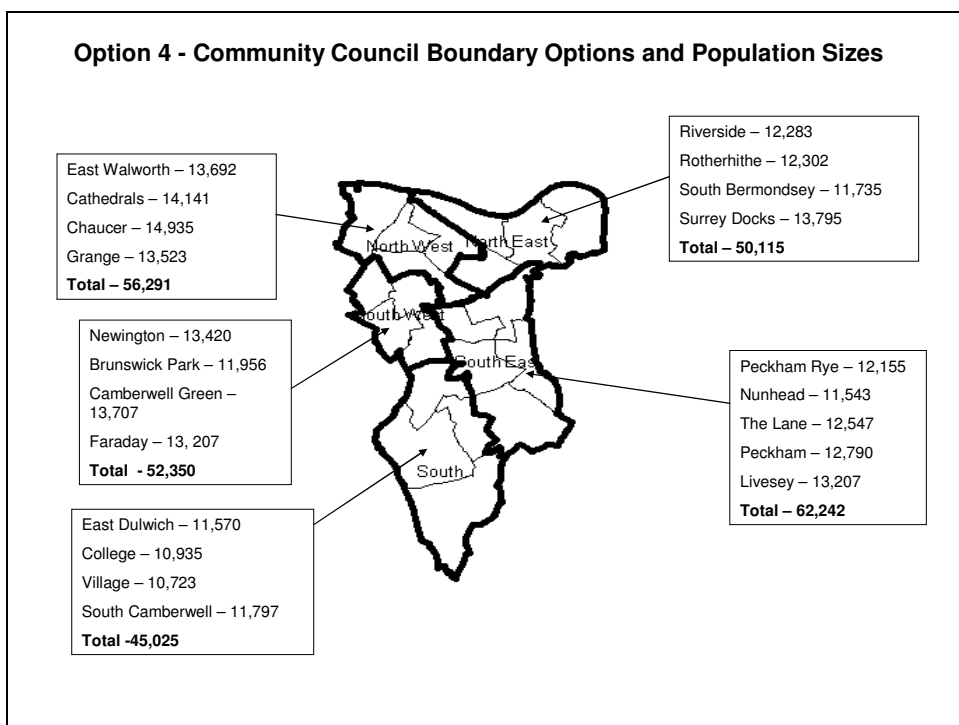 Option 4 - Community Council Boundary Options and Population Sizes
East Walworth – 13,692
Cathedrals – 14,141
Chaucer – 14,935
Grange – 13,523
Total – 56,291
Riverside – 12,283
Rotherhithe – 12,302
South Bermondsey – 11,735
Surrey Docks – 13,795
Total – 50,115
North West
North East
South West
South East
South
Newington – 13,420
Brunswick Park – 11,956
Camberwell Green –
13,707
Faraday – 13, 207
Total - 52,350
Peckham Rye – 12,155
Nunhead – 11,543
The Lane – 12,547
Peckham – 12,790
Livesey – 13,207
Total – 62,242
East Dulwich – 11,570
College – 10,935
Village – 10,723
South Camberwell – 11,797
Total -45,025